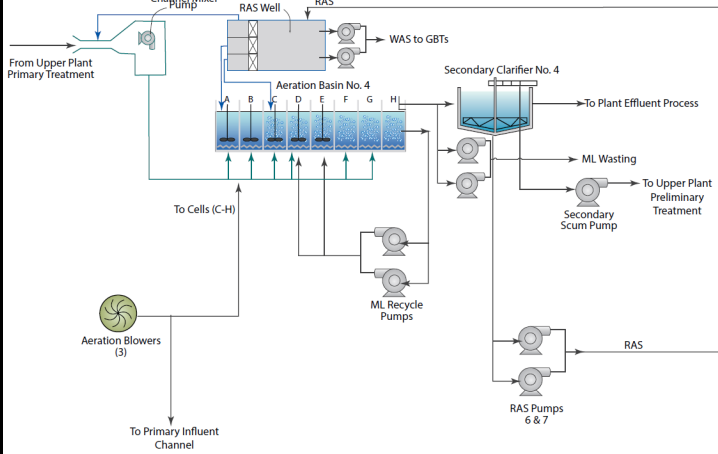 Channel Mixer
Pump
RAS Well
RAS
WAS to GBTs
From Upper Plant
Primary Treatment
Aeration Basin No. 4
A B C D E F G H
Secondary Clarifier No. 4
To Plant Effluent Process
ML Wasting
To Upper Plant
Preliminary
Treatment
Secondary
Scum Pump
To Cells (C-H)
ML Recycle
Pumps
Aeration Blowers
(3)
RAS
RAS Pumps
6 & 7
To Primary Influent
Channel